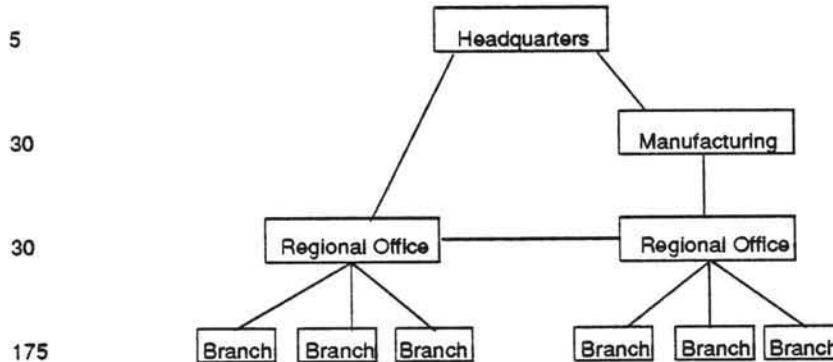 5 Headquarters
30 Manufacturing
30 Regional Office Regional Office
175 Branch Branch Branch Branch Branch Branch